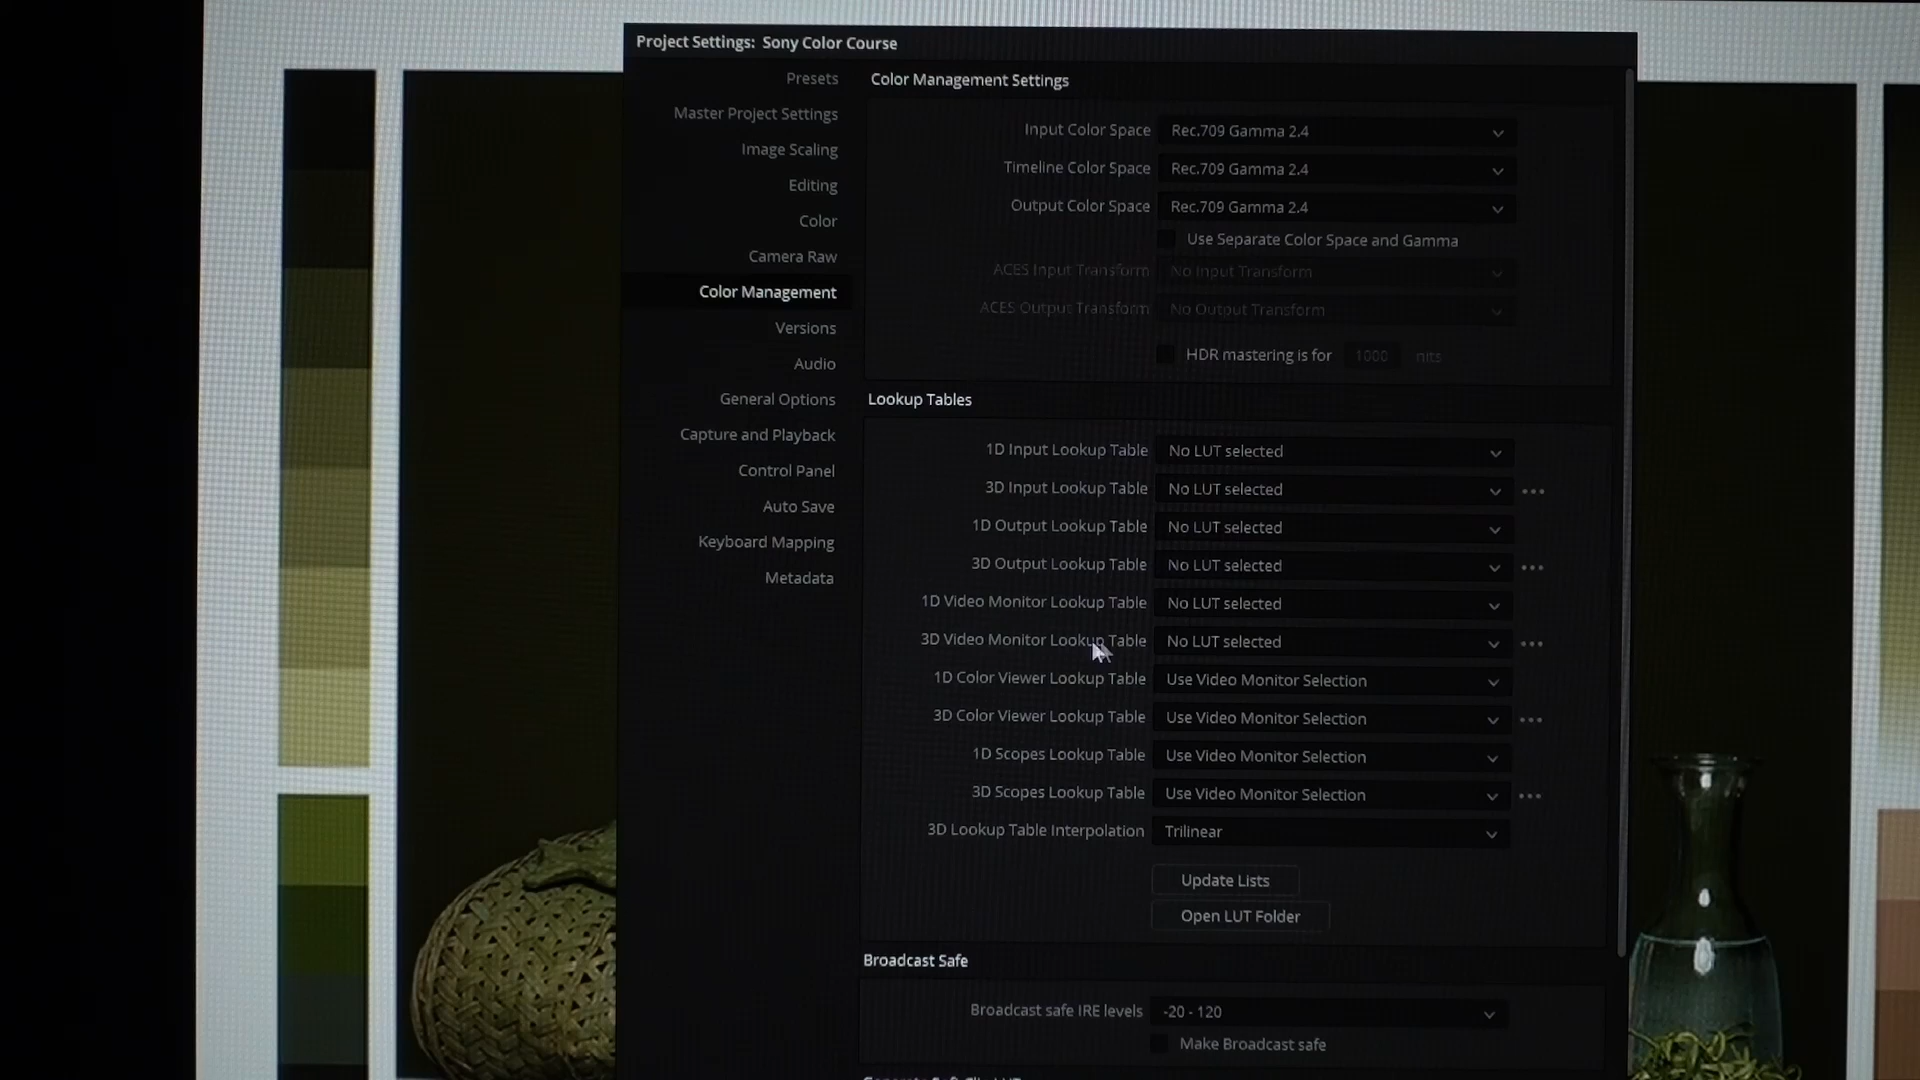 Project Settings: Sony Color Course
Presets
Master Project Settings
Image Scaling
Editing
Color
Camera Raw
Color Management
Versions
Audio
General Options
Capture and Playback
Control Panel
Auto Save
Keyboard Mapping
Metadata
Color Management Settings
Input Color Space Rec.709 Gamma 2.4
Timeline Color Space Rec.709 Gamma 2.4
Output Color Space Rec.709 Gamma 2.4
Use Separate Color Space and Gamma
ACES Input Transform No Input Transform
ACES Output Transform No Output Transform
HDR mastering is for 1000 nits
Lookup Tables
1D Input Lookup Table No LUT selected
3D Input Lookup Table No LUT selected
1D Output Lookup Table No LUT selected
3D Output Lookup Table No LUT selected
1D Video Monitor Lookup Table No LUT selected
3D Video Monitor Lookup Table No LUT selected
1D Color Viewer Lookup Table Use Video Monitor Selection
3D Color Viewer Lookup Table Use Video Monitor Selection
1D Scopes Lookup Table Use Video Monitor Selection
3D Scopes Lookup Table Use Video Monitor Selection
3D Lookup Table Interpolation Trilinear
Update Lists
Open LUT Folder
Broadcast Safe
Broadcast safe IRE levels -20 - 120
Make Broadcast safe